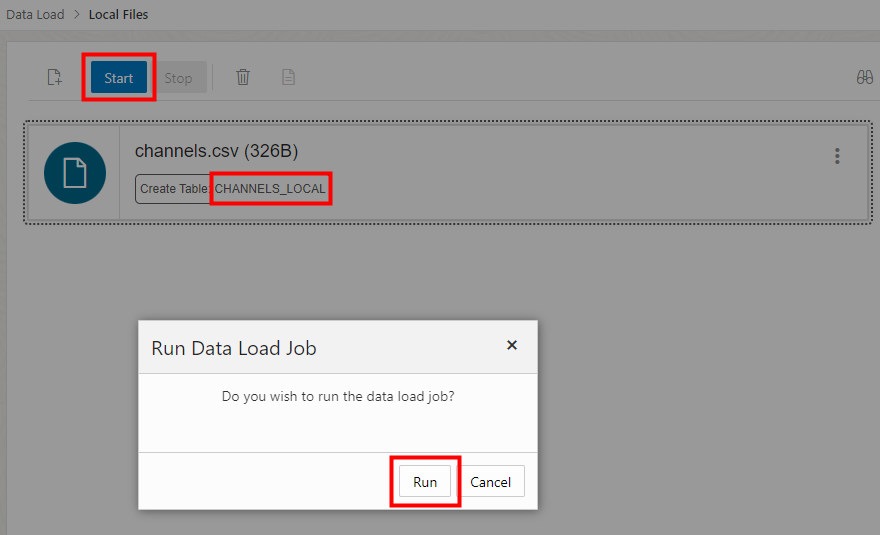 Data Load > Local Files
Start Stop
channels.csv (326B)
Create Table: CHANNELS_LOCAL
Run Data Load Job
Do you wish to run the data load job?
Run Cancel